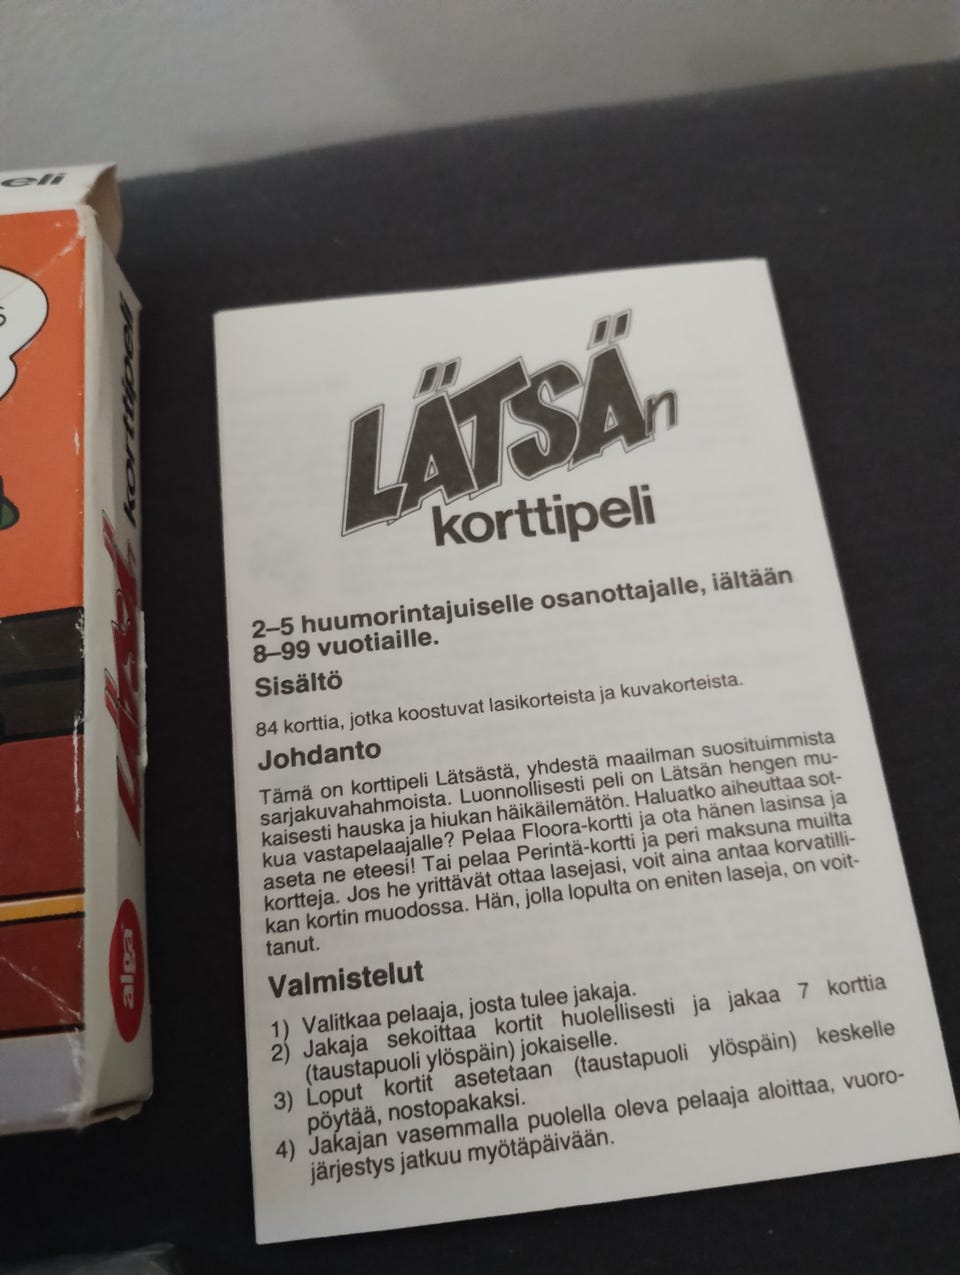 eli
S
korttipeli
alga
LÄTSÄn
korttipeli
2–5 huumorintajuiselle osanottajalle, iältään
8–99 vuotiaille.
Sisältö
84 korttia, jotka koostuvat lasikorteista ja kuvakorteista.
Johdanto
Tämä on korttipeli Lätsästä, yhdestä maailman suosituimmista
sarjakuvahahmoista. Luonnollisesti peli on Lätsän hengen mu-
kaisesti hauska ja hiukan häikäilemätön. Haluatko aiheuttaa sot-
kua vastapelaajalle? Pelaa Floora-kortti ja ota hänen lasinsa ja
aseta ne eteesi! Tai pelaa Perintä-kortti ja peri maksuna muilta
kortteja. Jos he yrittävät ottaa lasejasi, voit aina antaa korvatilli-
kan kortin muodossa. Hän, jolla lopulta on eniten laseja, on voit-
tanut.
Valmistelut
1) Valitkaa pelaaja, josta tulee jakaja.
2) Jakaja sekoittaa kortit huolellisesti ja jakaa 7 korttia
(taustapuoli ylöspäin) jokaiselle.
3) Loput kortit asetetaan (taustapuoli ylöspäin) keskelle
pöytää, nostopakaksi.
4) Jakajan vasemmalla puolella oleva pelaaja aloittaa, vuoro-
järjestys jatkuu myötäpäivään.